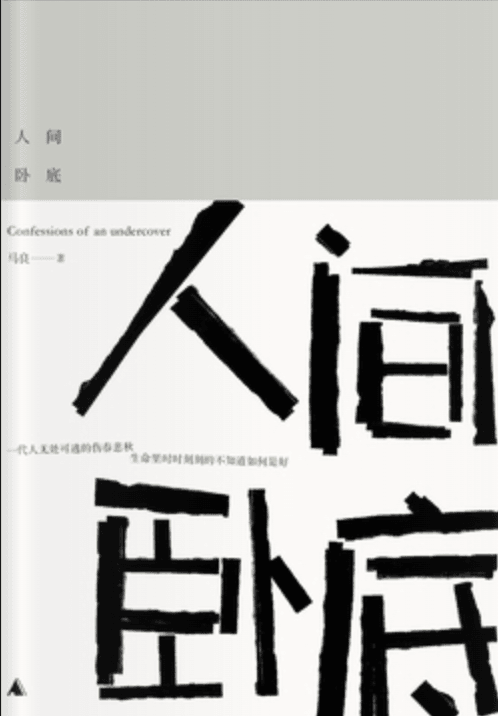 人 间
卧 底
Confessions of an undercover
马良——著
人间
一代人无处可逃的伤春悲秋
生命里时时刻刻的不知道如何是好
卧底